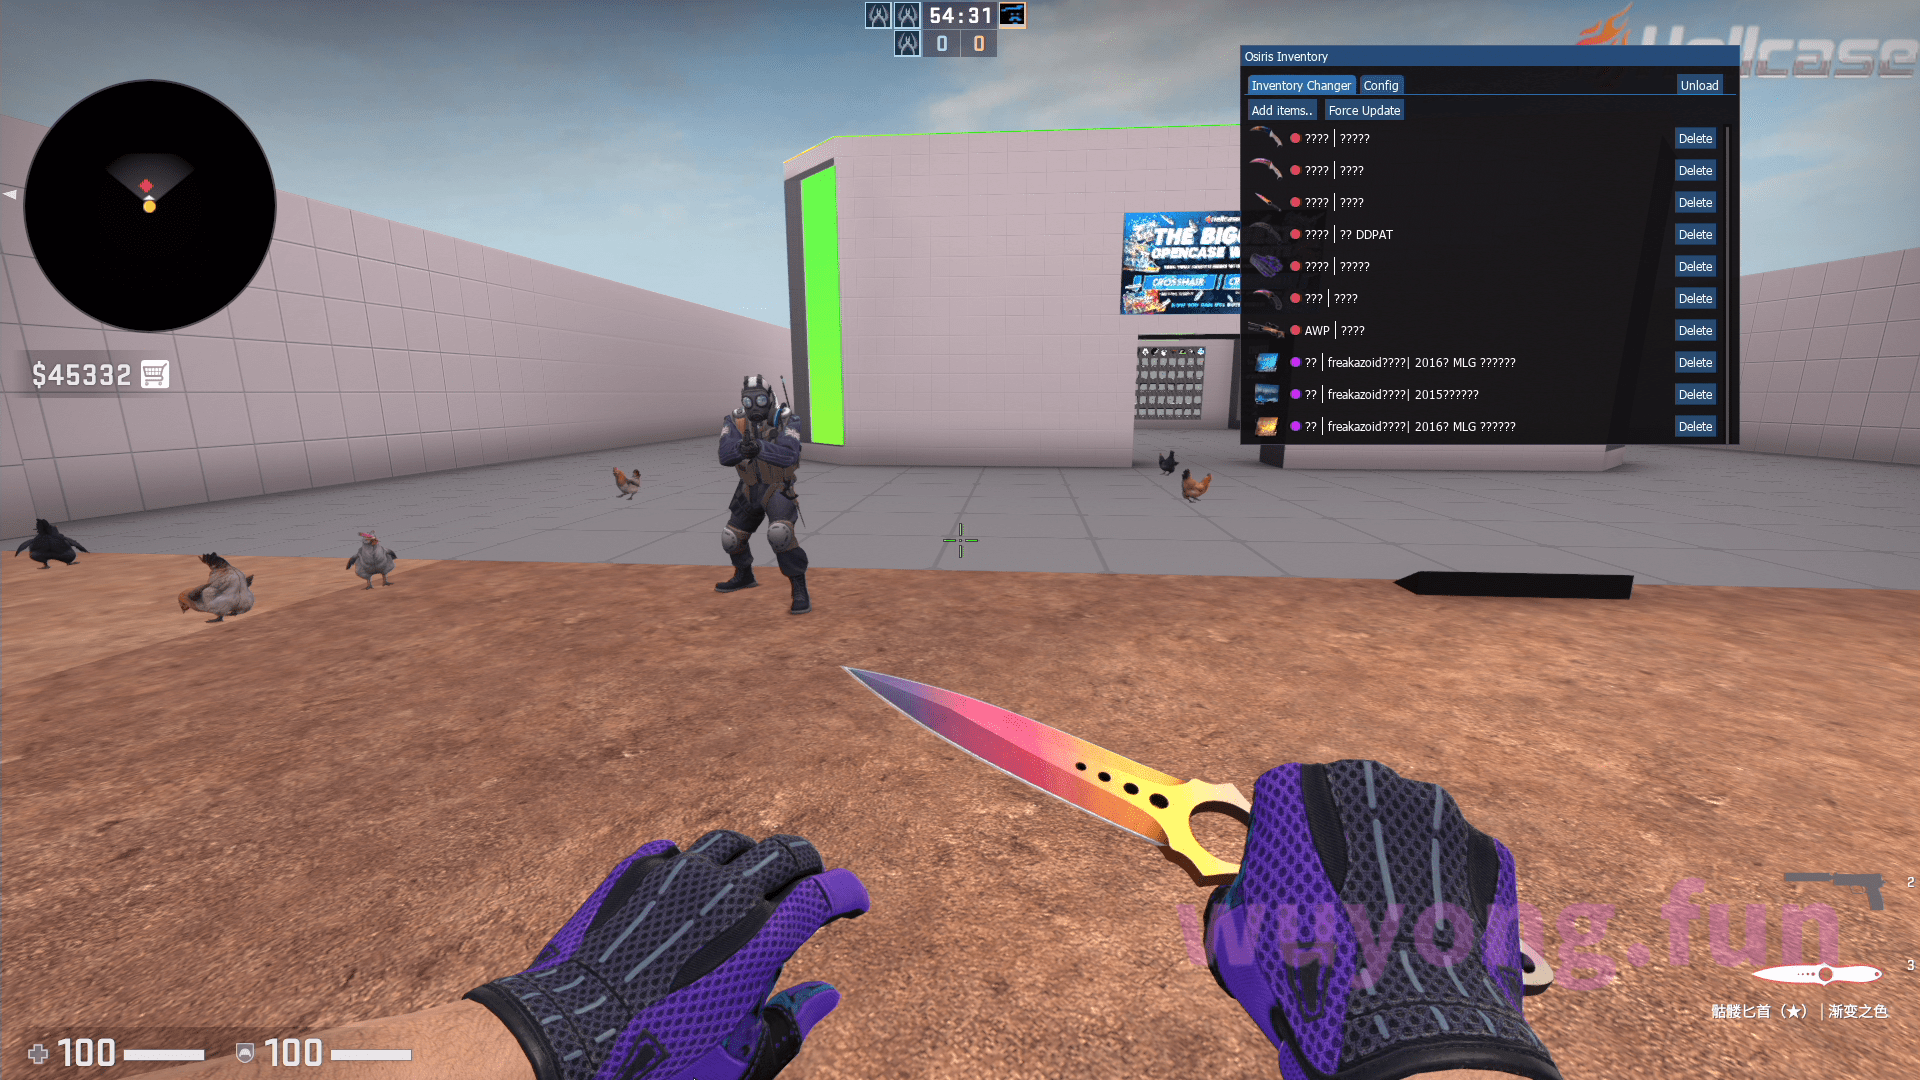 54:31
0 0
Hellcase
Osiris Inventory
Inventory Changer Config Unload
Add items.. Force Update
???? | ????? Delete
???? | ???? Delete
???? | ???? Delete
???? | ?? DDPAT Delete
???? | ????? Delete
??? | ???? Delete
AWP | ???? Delete
?? | freakazoid????| 2016? MLG ?????? Delete
?? | freakazoid????| 2015?????? Delete
?? | freakazoid????| 2016? MLG ?????? Delete
THE BIG
OPENCASE W
CROSSHAIR
$45332
2
wuyong.fun
3
骷髅匕首（★） | 渐变之色
100 100